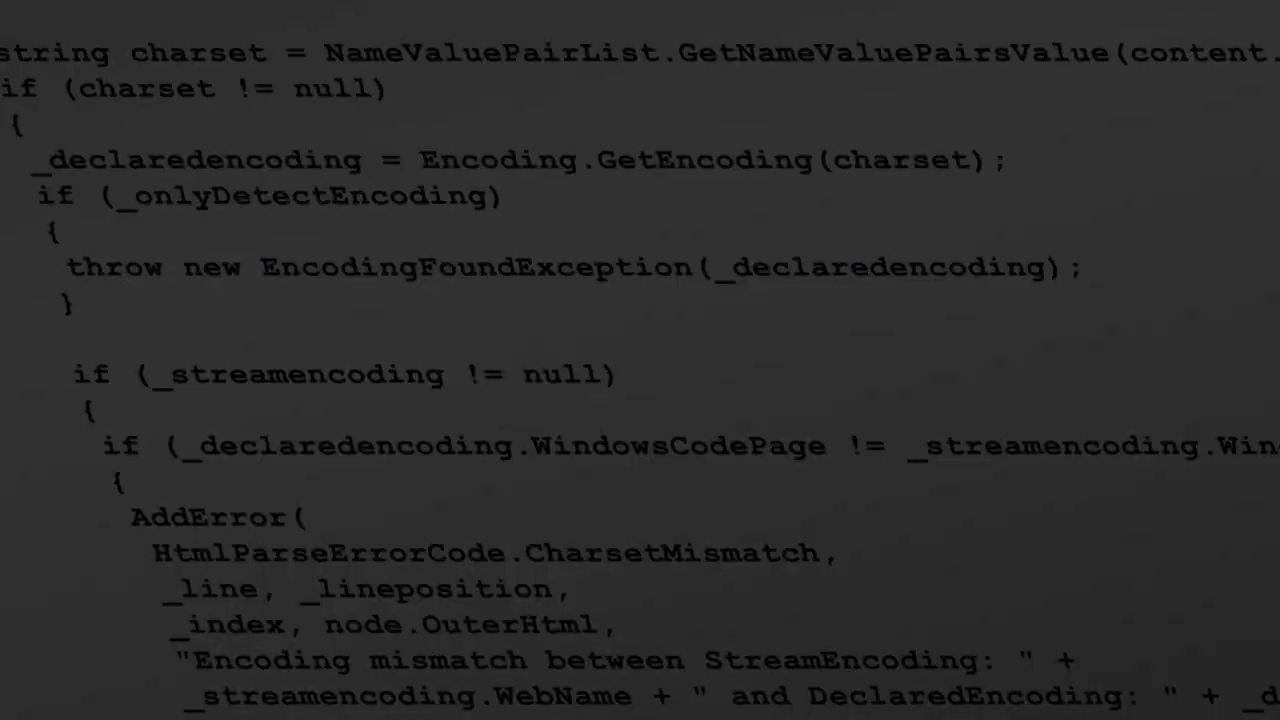 string charset = NameValuePairList.GetNameValuePairsValue(content.
if (charset != null)
{
_declaredencoding = Encoding.GetEncoding(charset);
if (_onlyDetectEncoding)
{
throw new EncodingFoundException(_declaredencoding);
}
if (_streamencoding != null)
{
if (_declaredencoding.WindowsCodePage != _streamencoding.Win
{
AddError(
HtmlParseErrorCode.CharsetMismatch,
_line, _lineposition,
_index, node.OuterHtml,
"Encoding mismatch between StreamEncoding: " +
_streamencoding.WebName + " and DeclaredEncoding: " + _d